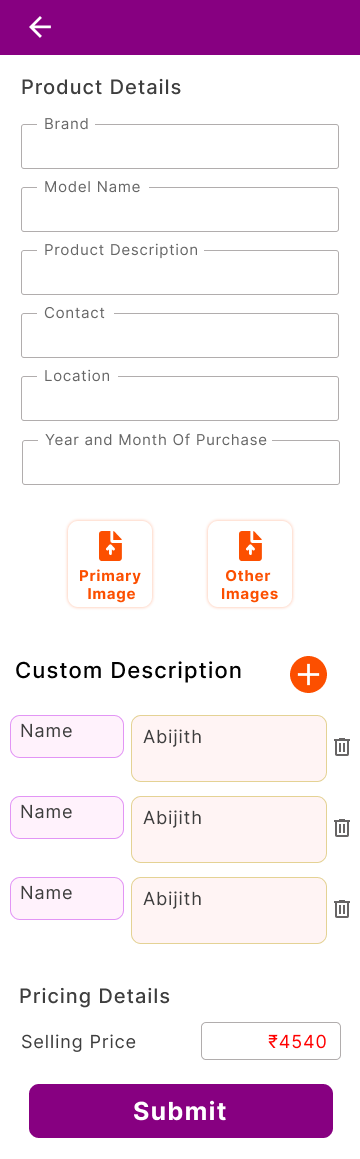 Product Details
Brand
Model Name
Product Description
Contact
Location
Year and Month Of Purchase
Primary
Image
Other
Images
Custom Description
Name
Abijith
Name
Abijith
Name
Abijith
Pricing Details
Selling Price
₹4540
Submit